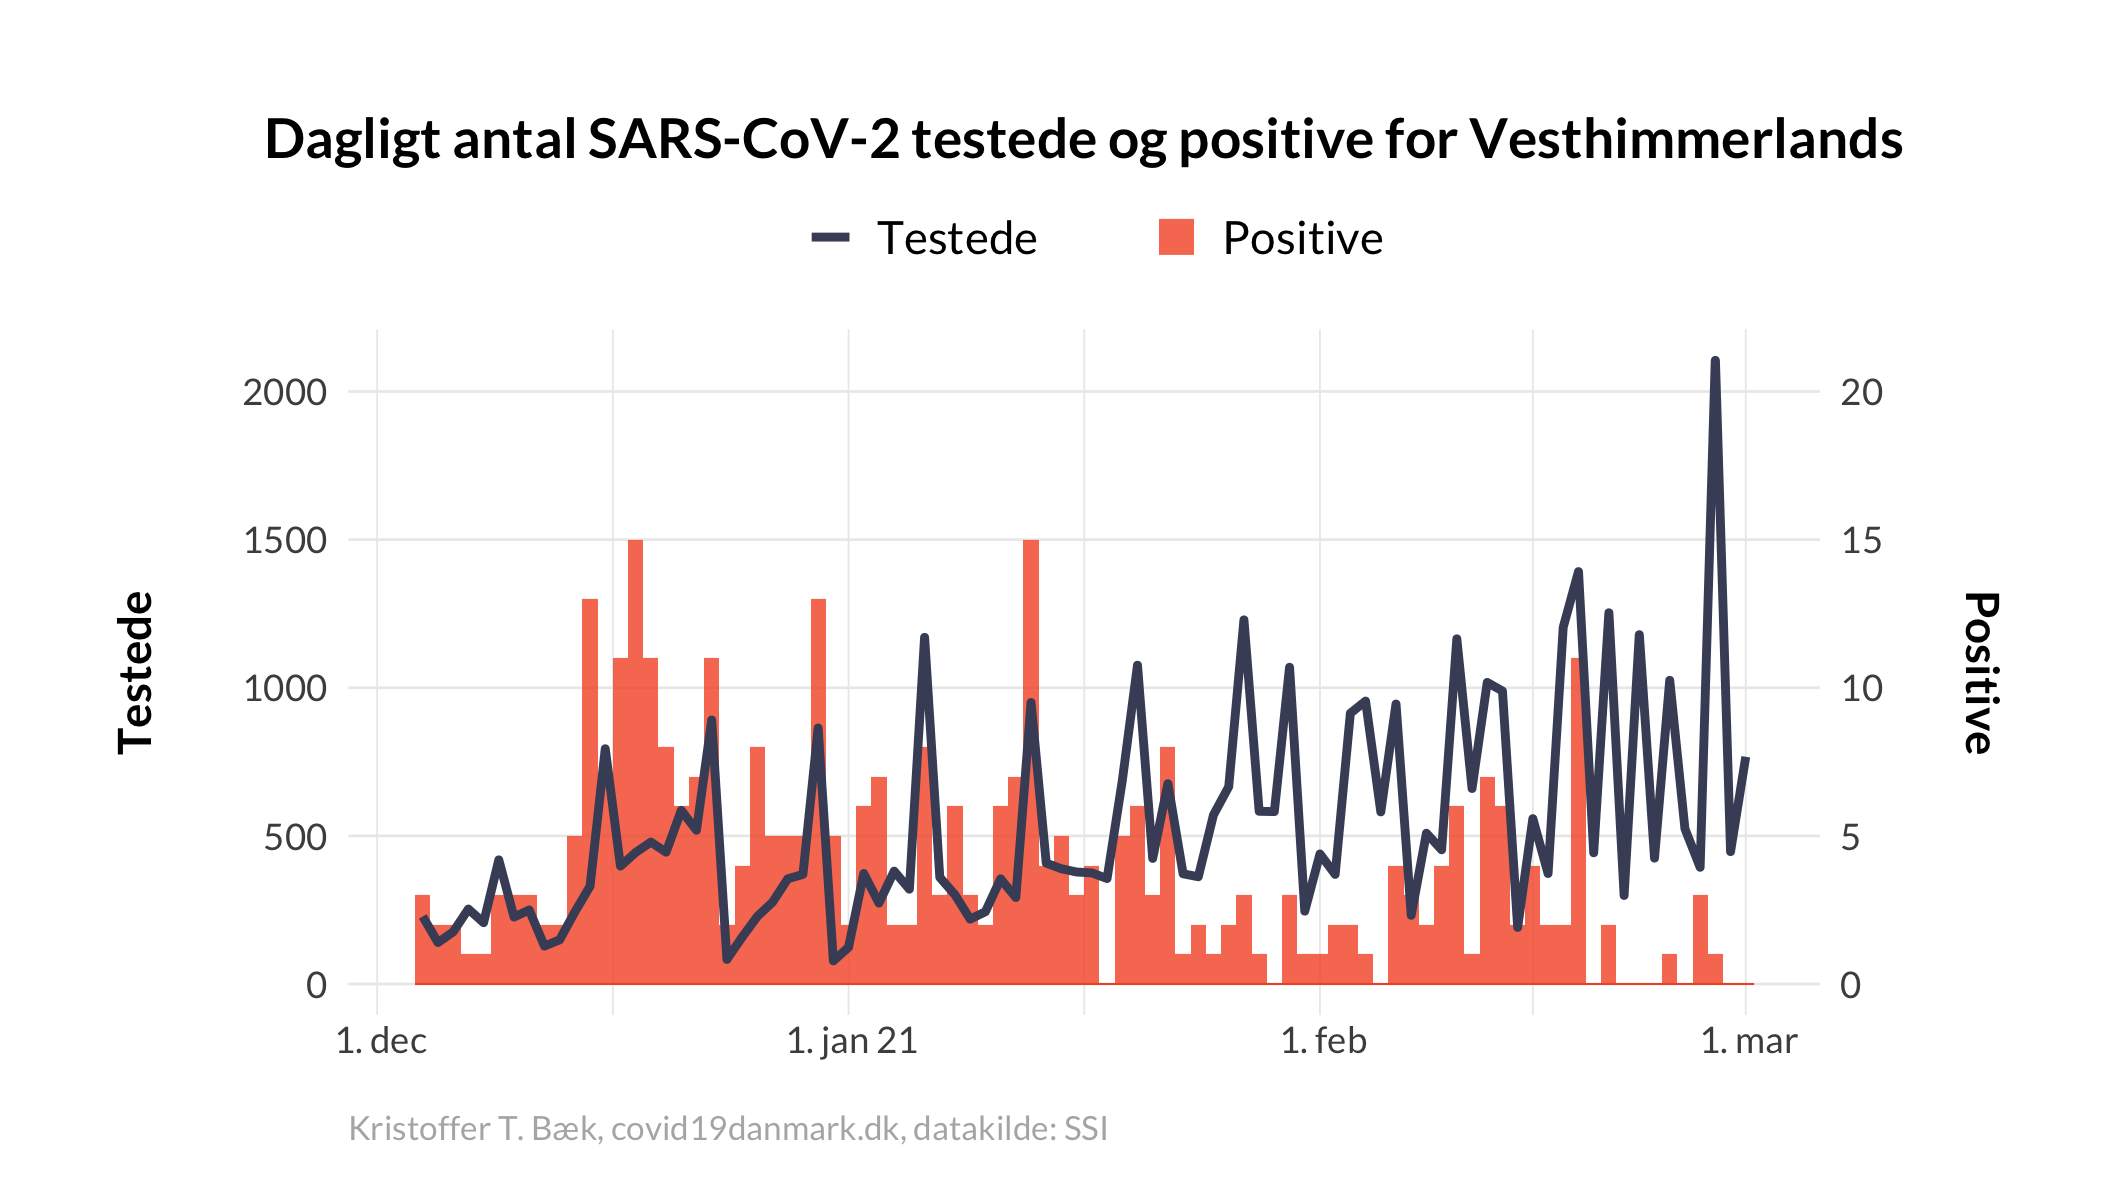 Dagligt antal SARS-CoV-2 testede og positive for Vesthimmerlands
Testede
Positive
2000
1500
1000
500
0
20
15
10
5
0
Testede
Positive
1. dec
1. jan 21
1. feb
1. mar
Kristoffer T. Bæk, covid19danmark.dk, datakilde: SSI